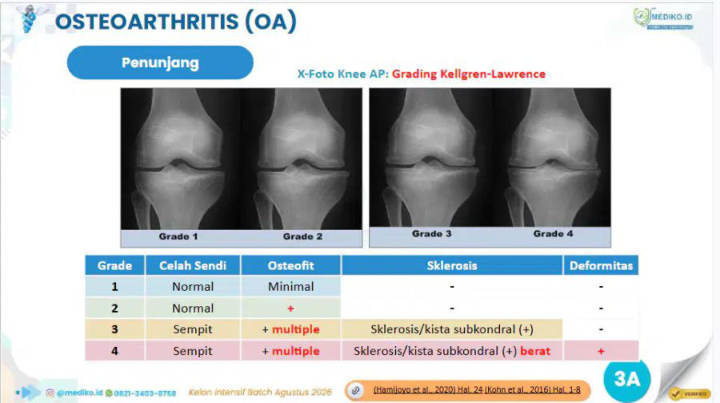 OSTEOARTHRITIS (OA)
MEDIKO.ID
Penunjang
X-Foto Knee AP: Grading Kellgren-Lawrence
Grade 1 Grade 2 Grade 3 Grade 4
Grade Celah Sendi Osteofit Sklerosis Deformitas
1 Normal Minimal - -
2 Normal + - -
3 Sempit + multiple Sklerosis/kista subkondral (+) -
4 Sempit + multiple Sklerosis/kista subkondral (+) berat +
3A
@mediko.id 0821-3403-8768 Kelon Intensif Batch Agustus 2026 (Hamijoyo et al., 2020) Hal. 24 (Kohn et al., 2016) Hal. 1-8 VERIFIED